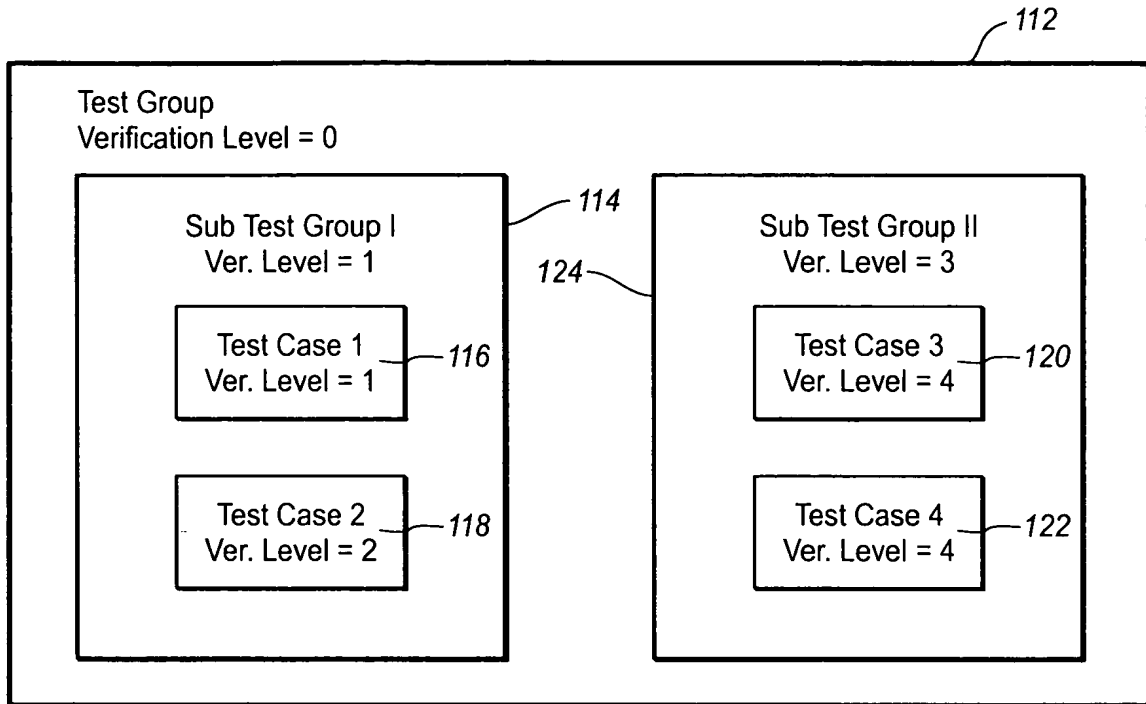 112
Test Group
Verification Level = 0
114
Sub Test Group I
Ver. Level = 1
Test Case 1
Ver. Level = 1
116
Test Case 2
Ver. Level = 2
118
124
Sub Test Group II
Ver. Level = 3
Test Case 3
Ver. Level = 4
120
Test Case 4
Ver. Level = 4
122